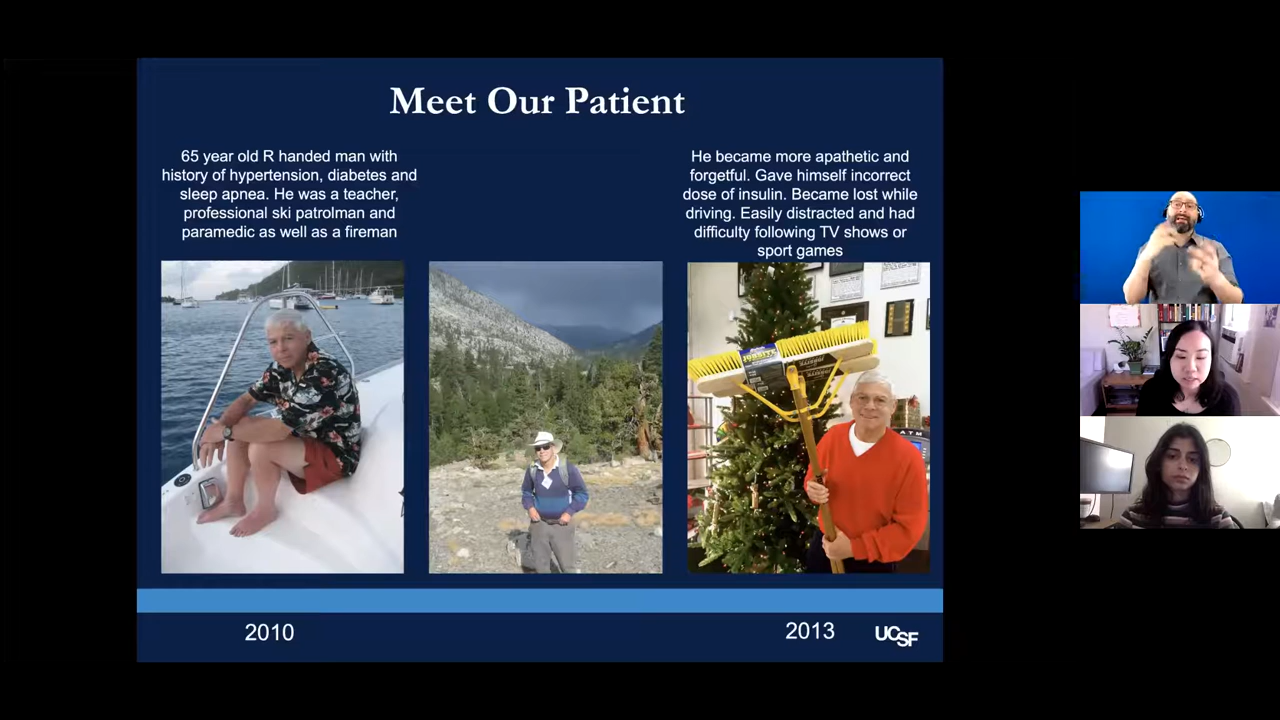 Meet Our Patient
65 year old R handed man with
history of hypertension, diabetes and
sleep apnea. He was a teacher,
professional ski patrolman and
paramedic as well as a fireman
He became more apathetic and
forgetful. Gave himself incorrect
dose of insulin. Became lost while
driving. Easily distracted and had
difficulty following TV shows or
sport games
ATM
2010
2013
UCSF